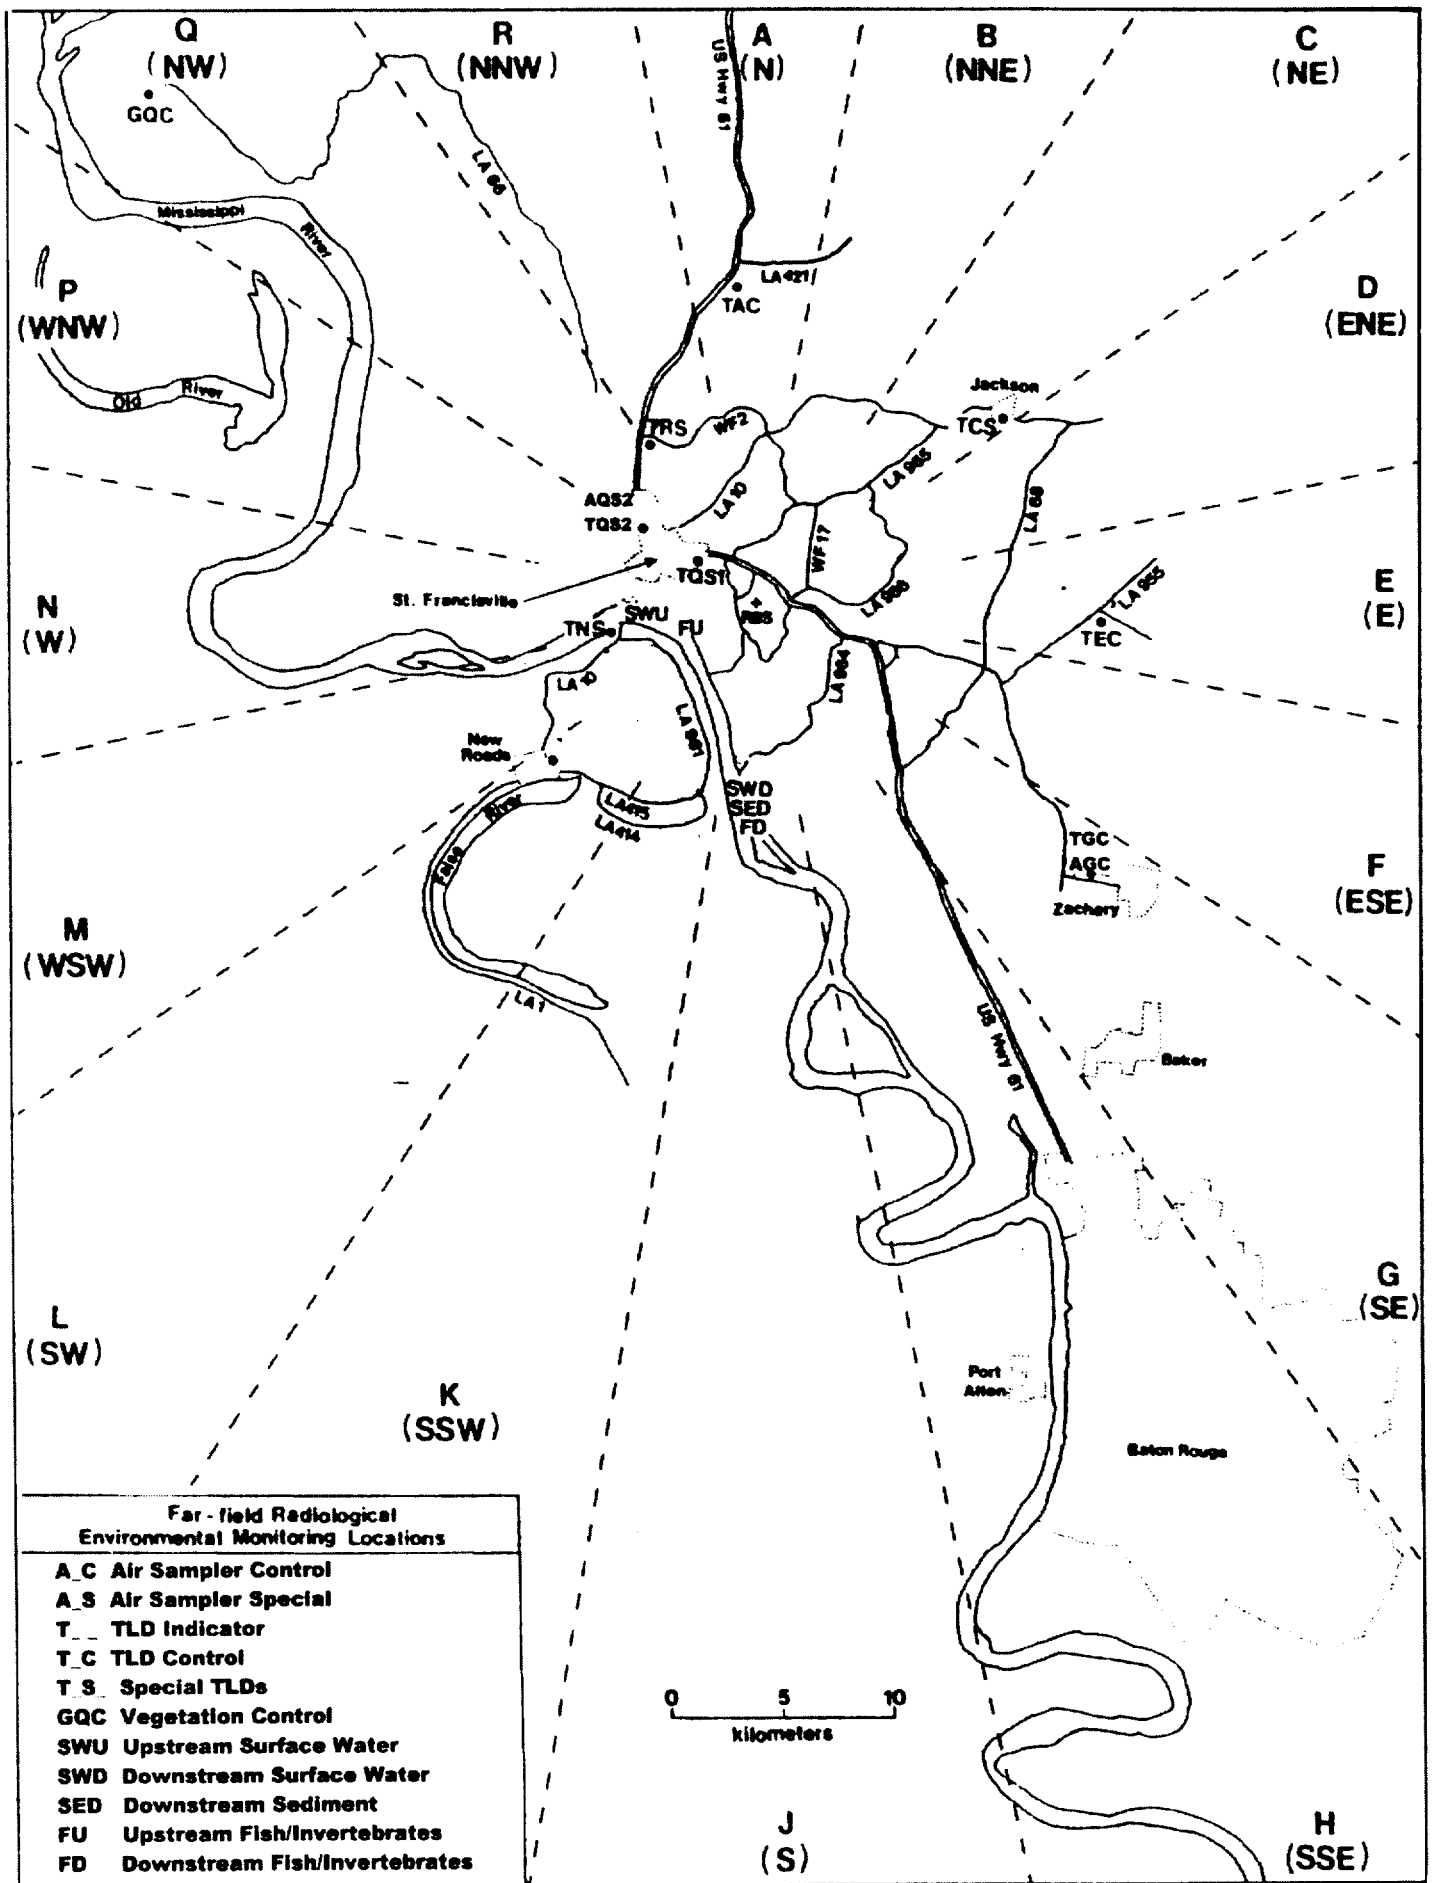 Q
(NW)
R
(NNW)
A
(N)
B
(NNE)
C
(NE)
US Hwy 61
GQC
LA 66
Mississippi
River
P
(WNW)
LA 421
TAC
D
(ENE)
Old
River
Jackson
TCS
TRS
WF2
LA 965
AQS2
TQS2
LA 10
LA 68
WF 17
TQS1
St. Francisville
LA 966
LA 955
E
(E)
N
(W)
RBS
SWU
FU
TNS
TEC
LA 10
LA 964
LA 981
New
Roads
SWD
SED
FD
LA415
LA414
False
River
TGC
AGC
Zachary
F
(ESE)
M
(WSW)
LA 1
US Hwy 61
Baker
G
(SE)
L
(SW)
K
(SSW)
Port
Allen
Baton Rouge
Far - field Radiological
Environmental Monitoring Locations
A_C Air Sampler Control
A_S Air Sampler Special
T_ _ TLD Indicator
T_C TLD Control
T_S_ Special TLDs
GQC Vegetation Control
SWU Upstream Surface Water
SWD Downstream Surface Water
SED Downstream Sediment
FU Upstream Fish/Invertebrates
FD Downstream Fish/Invertebrates
0 5 10
kilometers
J
(S)
H
(SSE)